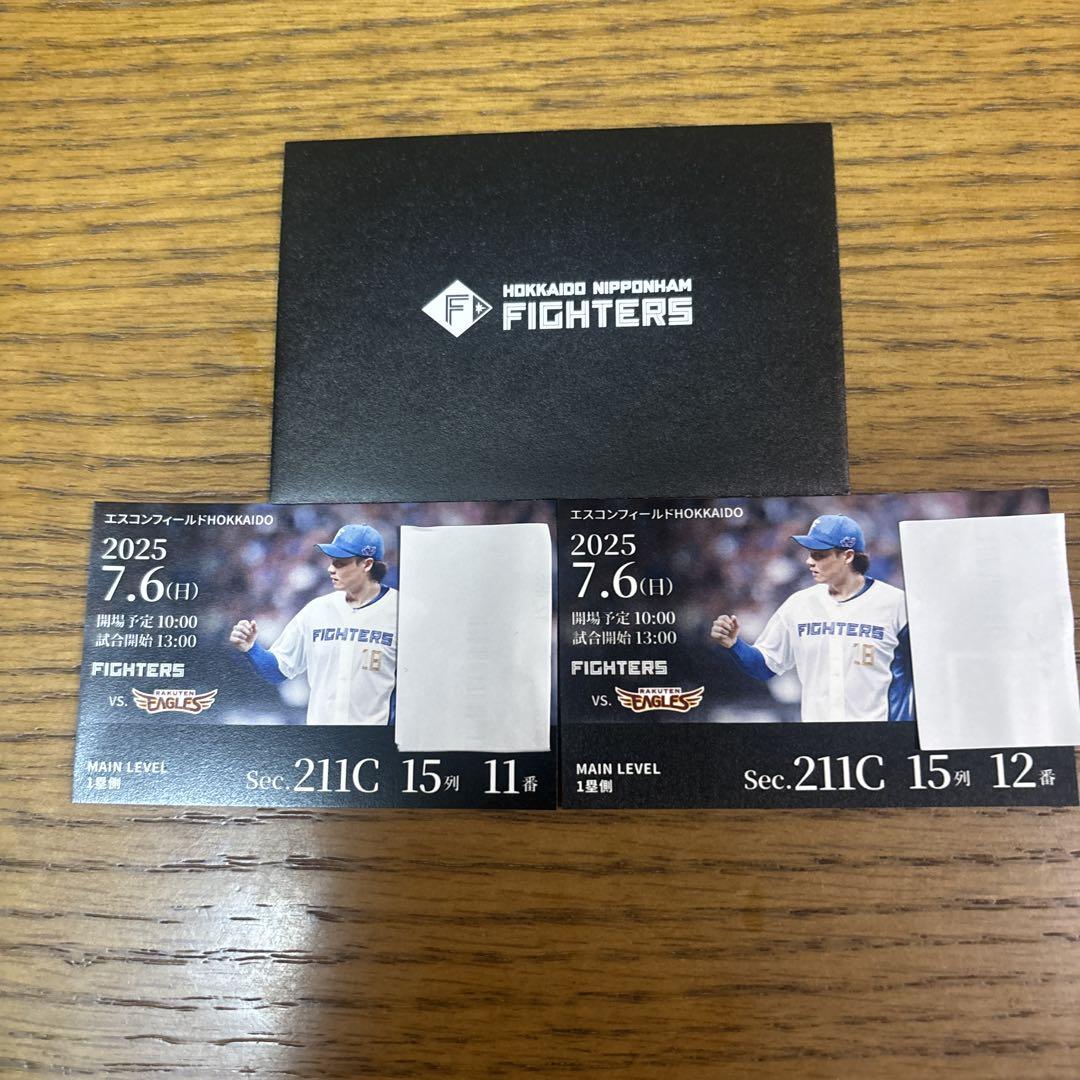 HOKKAIDO NIPPONHAM
FIGHTERS
エスコンフィールドHOKKAIDO
2025
7.6(日)
開場予定 10:00
試合開始 13:00
FIGHTERS
VS. RAKUTEN EAGLES
FIGHTERS
18
MAIN LEVEL
1塁側
Sec.211C 15列 11番
エスコンフィールドHOKKAIDO
2025
7.6(日)
開場予定 10:00
試合開始 13:00
FIGHTERS
VS. RAKUTEN EAGLES
FIGHTERS
18
MAIN LEVEL
1塁側
Sec.211C 15列 12番